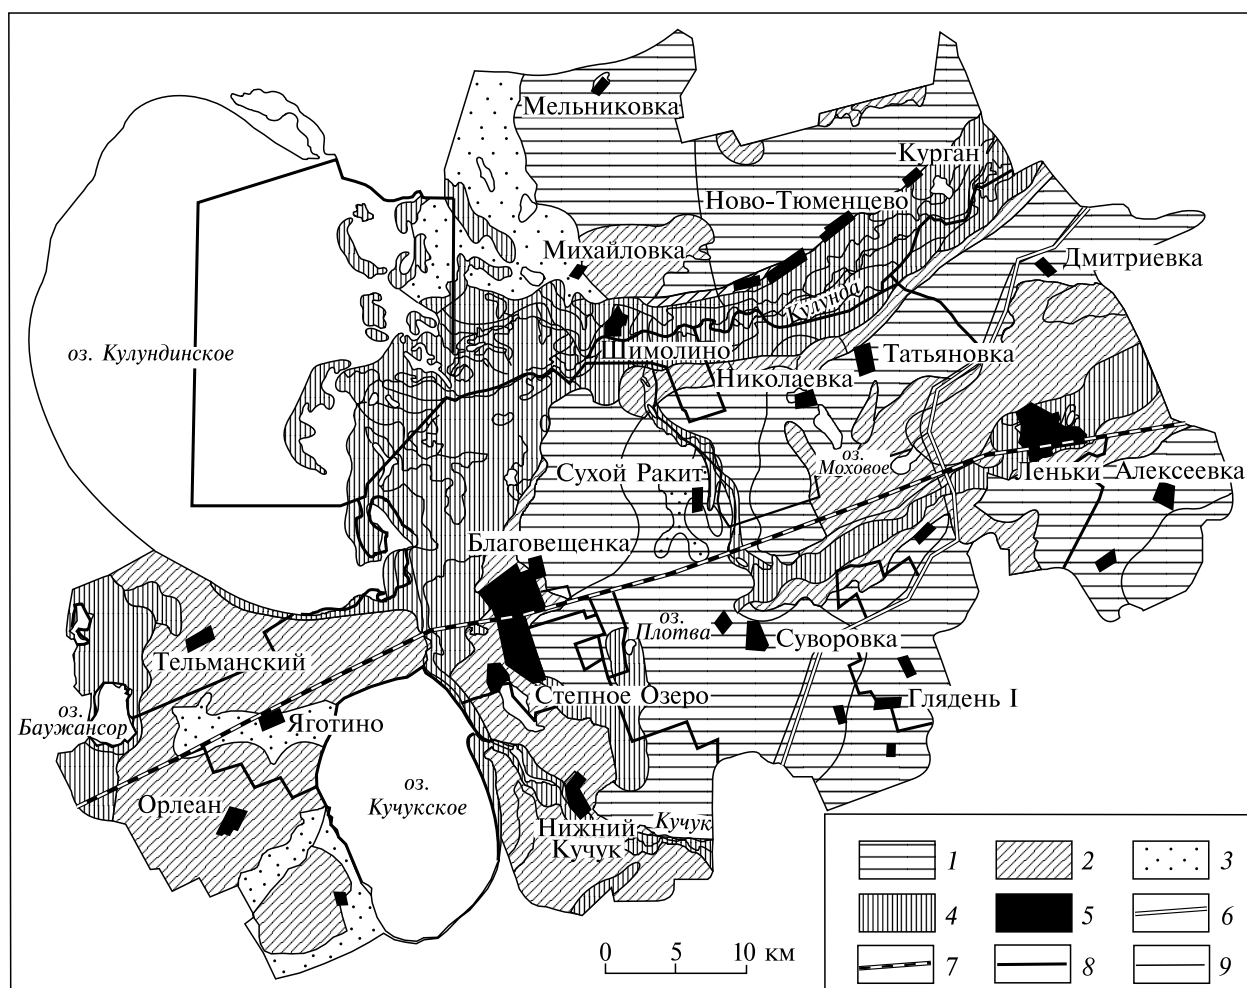 Мельниковка
Курган
Ново-Тюменцево
Михайловка
Дмитриевка
Кулунда
оз. Кулундинское
Шимолино
Татьяновка
Николаевка
оз.
Моховое
Сухой Ракит
Леньки
Алексеевка
Благовещенка
оз.
Плотва
Суворовка
Тельманский
Степное Озеро
Глядень I
оз.
Баужансор
Яготино
оз.
Кучукское
Орлеан
Нижний
Кучук
Кучук
0 5 10 км
1 2 3
4 5 6
7 8 9